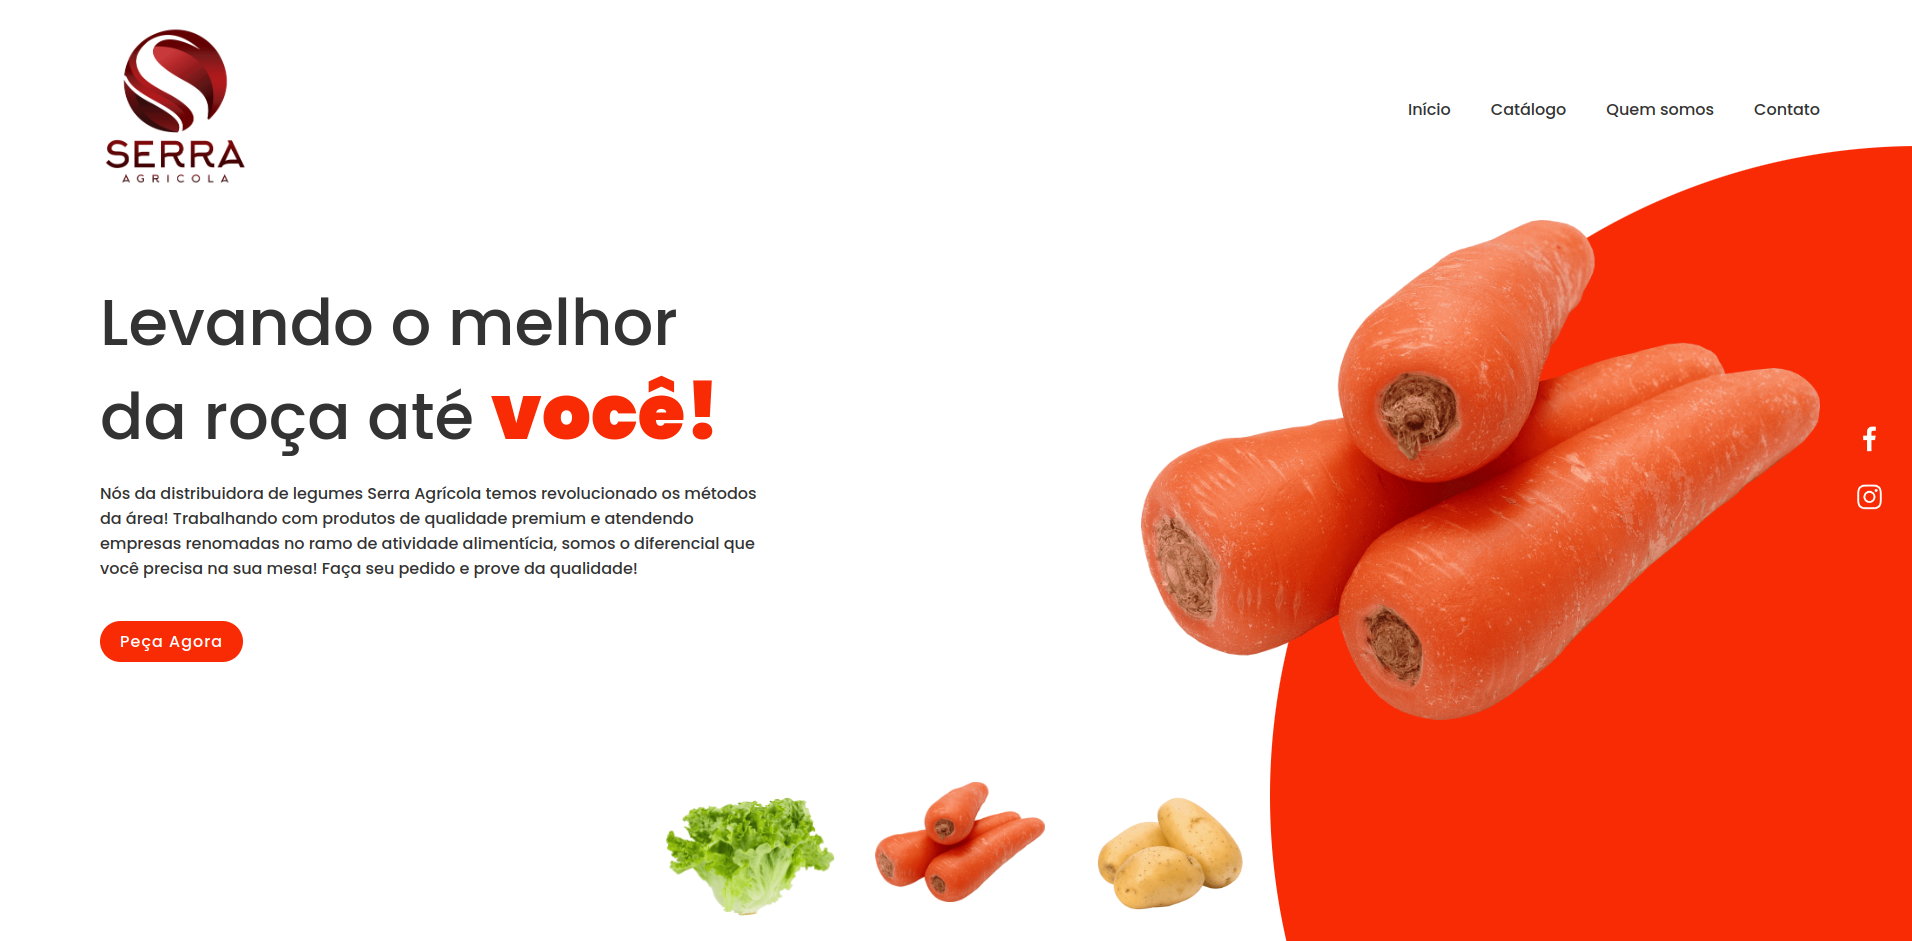 SERRA
AGRICOLA
Início
Catálogo
Quem somos
Contato
Levando o melhor
da roça até você!
Nós da distribuidora de legumes Serra Agrícola temos revolucionado os métodos
da área! Trabalhando com produtos de qualidade premium e atendendo
empresas renomadas no ramo de atividade alimentícia, somos o diferencial que
você precisa na sua mesa! Faça seu pedido e prove da qualidade!
Peça Agora